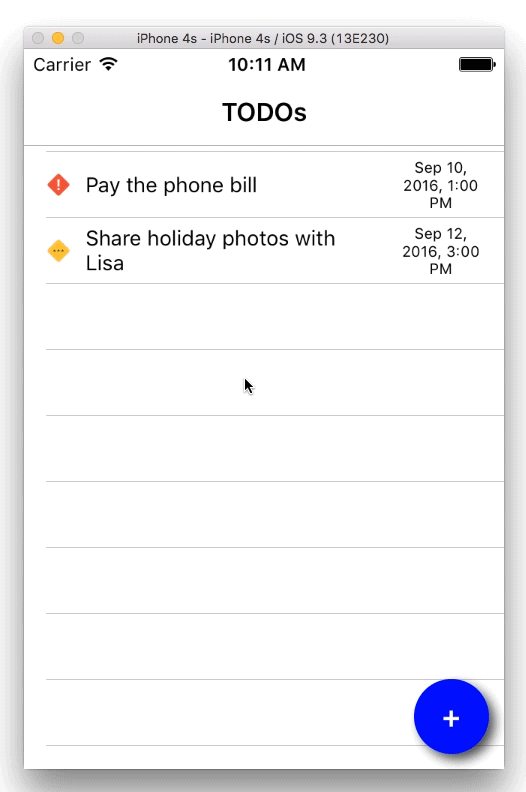 iPhone 4s - iPhone 4s / iOS 9.3 (13E230)
Carrier 10:11 AM
TODOs
Pay the phone bill
Sep 10,
2016, 1:00
PM
Share holiday photos with
Lisa
Sep 12,
2016, 3:00
PM
+